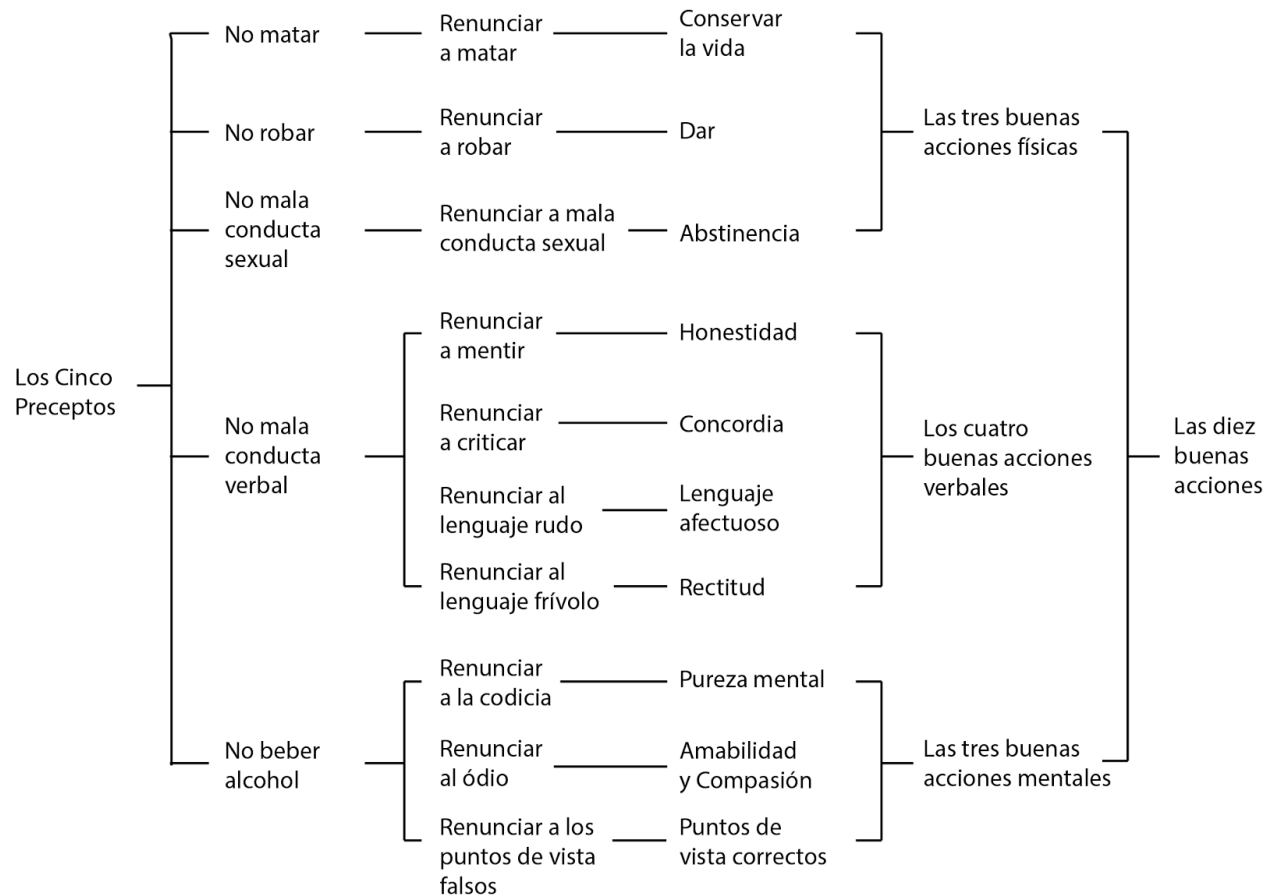 Los Cinco
Preceptos
No matar
Renunciar
a matar
Conservar
la vida
No robar
Renunciar
a robar
Dar
No mala
conducta
sexual
Renunciar a mala
conducta sexual
Abstinencia
Las tres buenas
acciones físicas
No mala
conducta
verbal
Renunciar
a mentir
Honestidad
Renunciar
a criticar
Concordia
Renunciar al
lenguaje rudo
Lenguaje
afectuoso
Renunciar al
lenguaje frívolo
Rectitud
Los cuatro
buenas acciones
verbales
No beber
alcohol
Renunciar
a la codicia
Pureza mental
Renunciar
al ódio
Amabilidad
y Compasión
Renunciar a los
puntos de vista
falsos
Puntos de
vista correctos
Las tres buenas
acciones mentales
Las diez
buenas
acciones